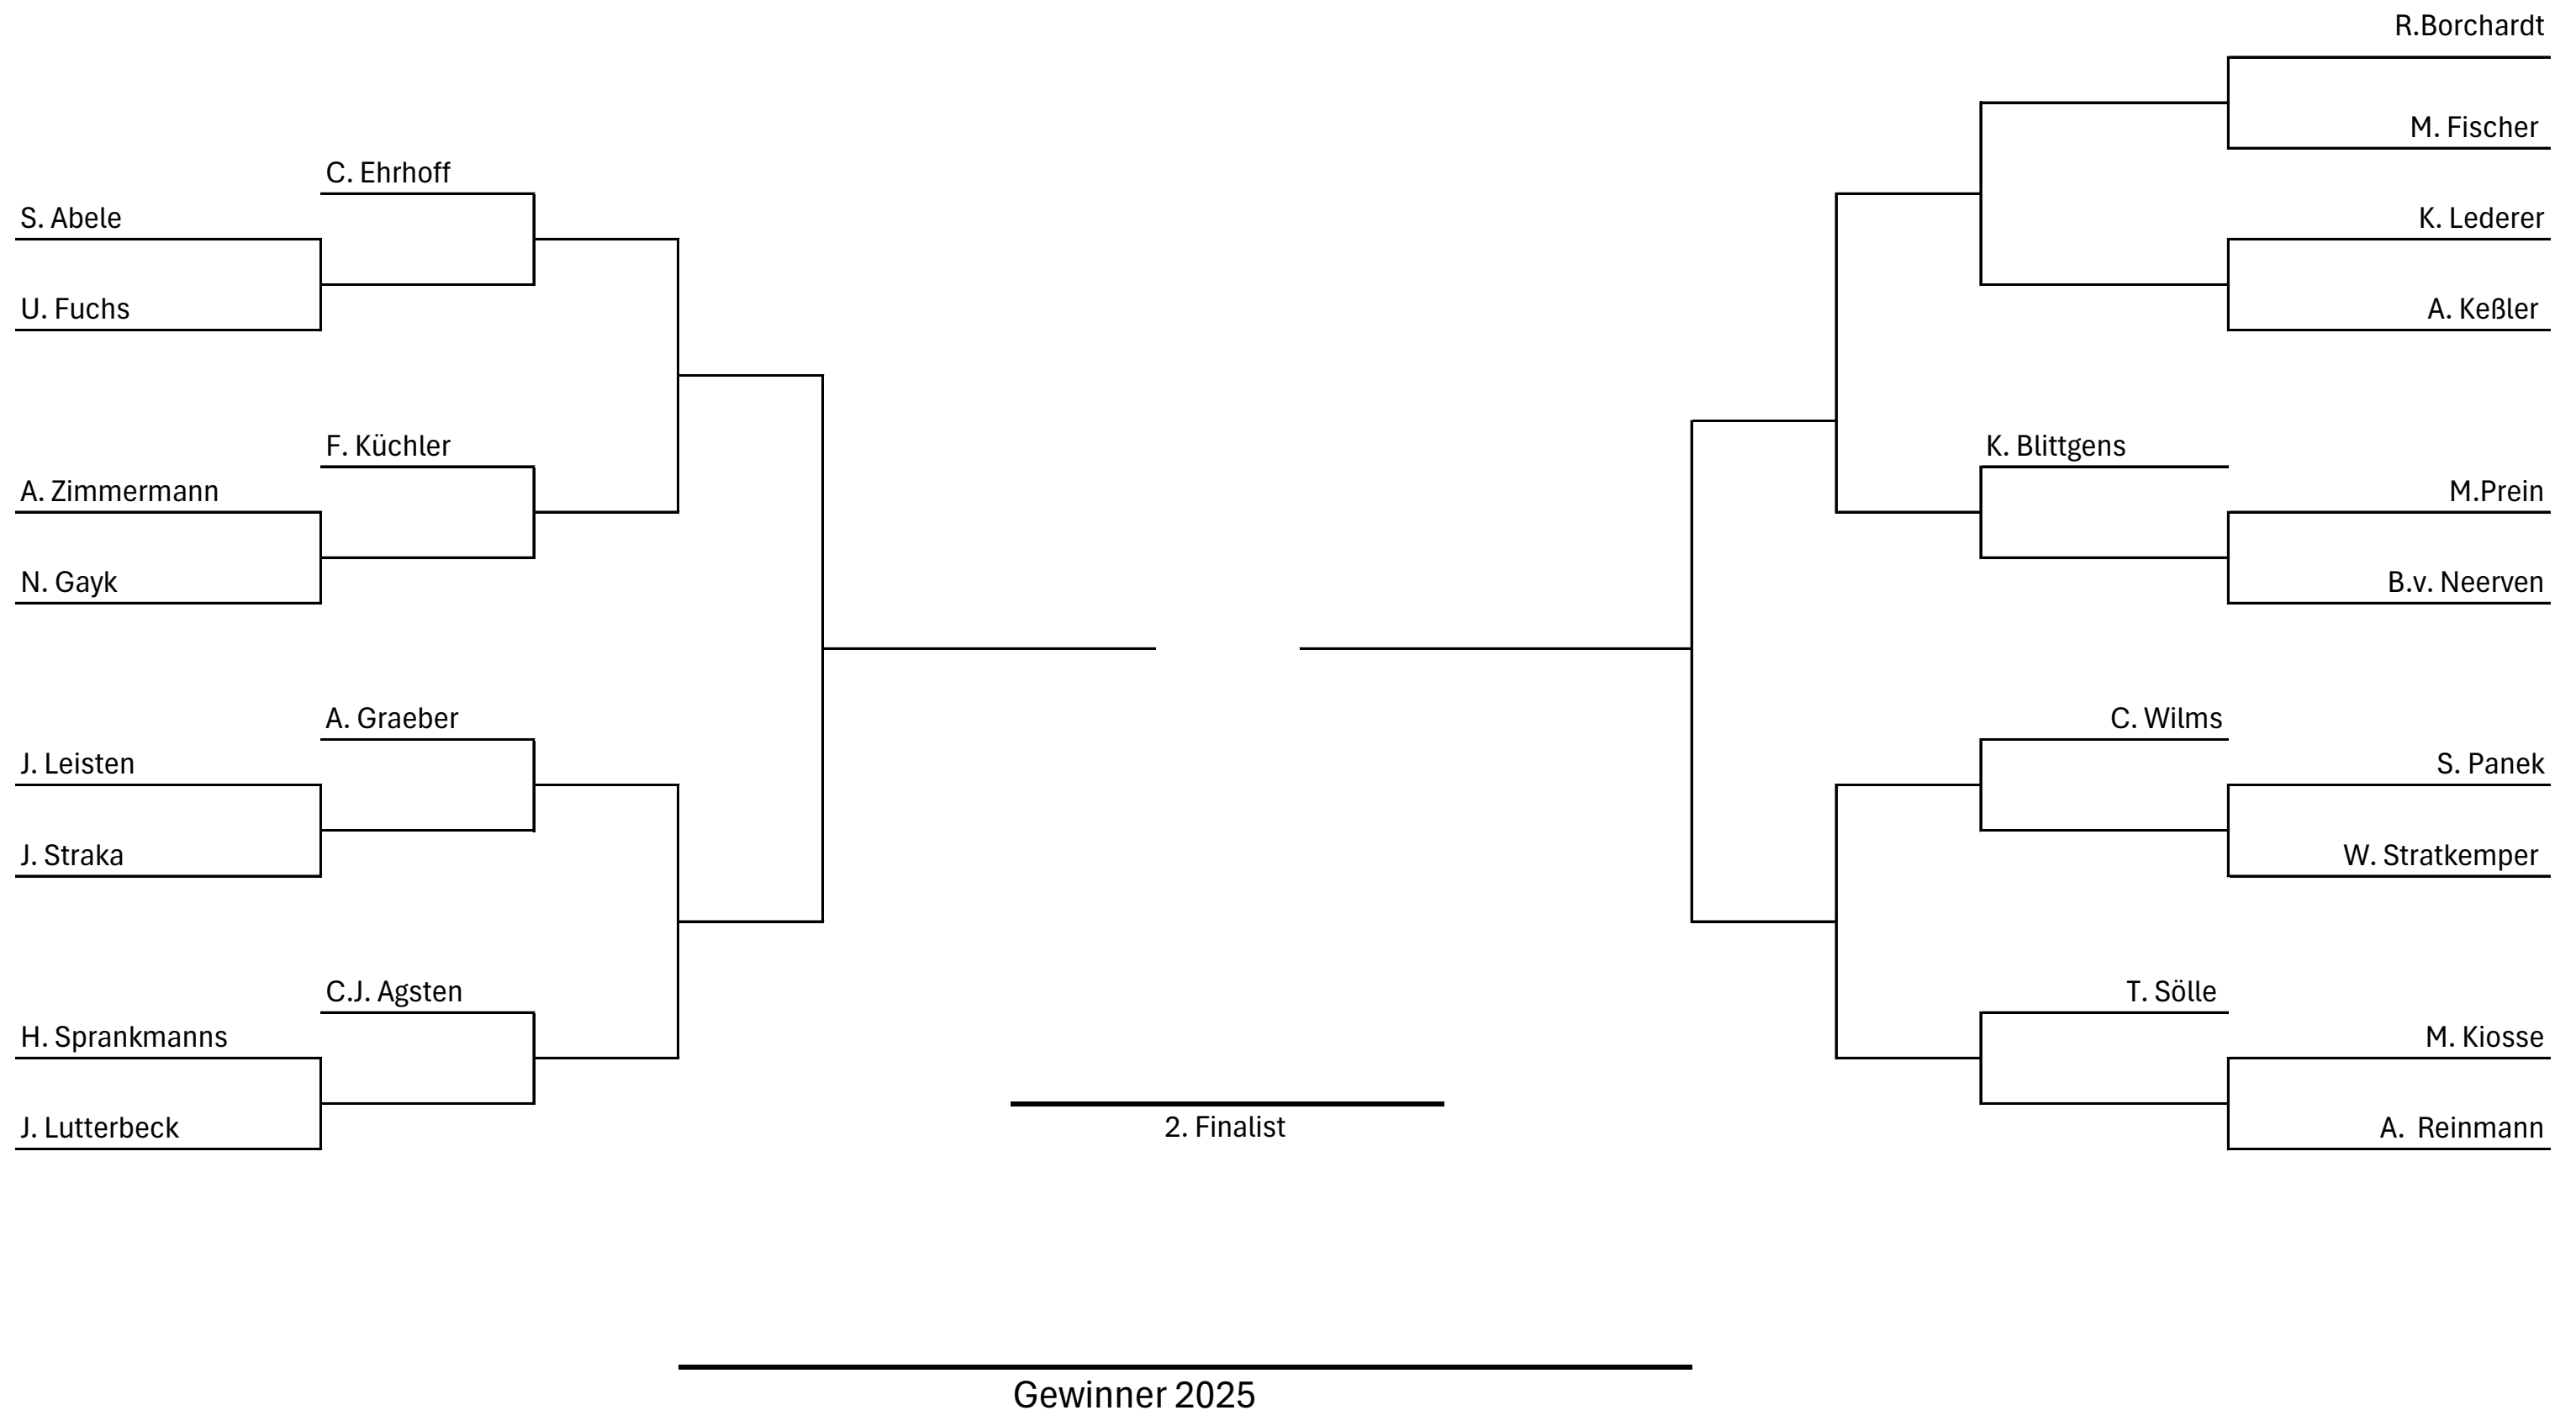 R.Borchardt
M. Fischer
C. Ehrhoff
S. Abele
K. Lederer
U. Fuchs
A. Keßler
F. Küchler
K. Blittgens
A. Zimmermann
M.Prein
N. Gayk
B.v. Neerven
A. Graeber
C. Wilms
J. Leisten
S. Panek
J. Straka
W. Stratkemper
C.J. Agsten
T. Sölle
H. Sprankmanns
M. Kiosse
J. Lutterbeck
2. Finalist
A. Reinmann
Gewinner 2025